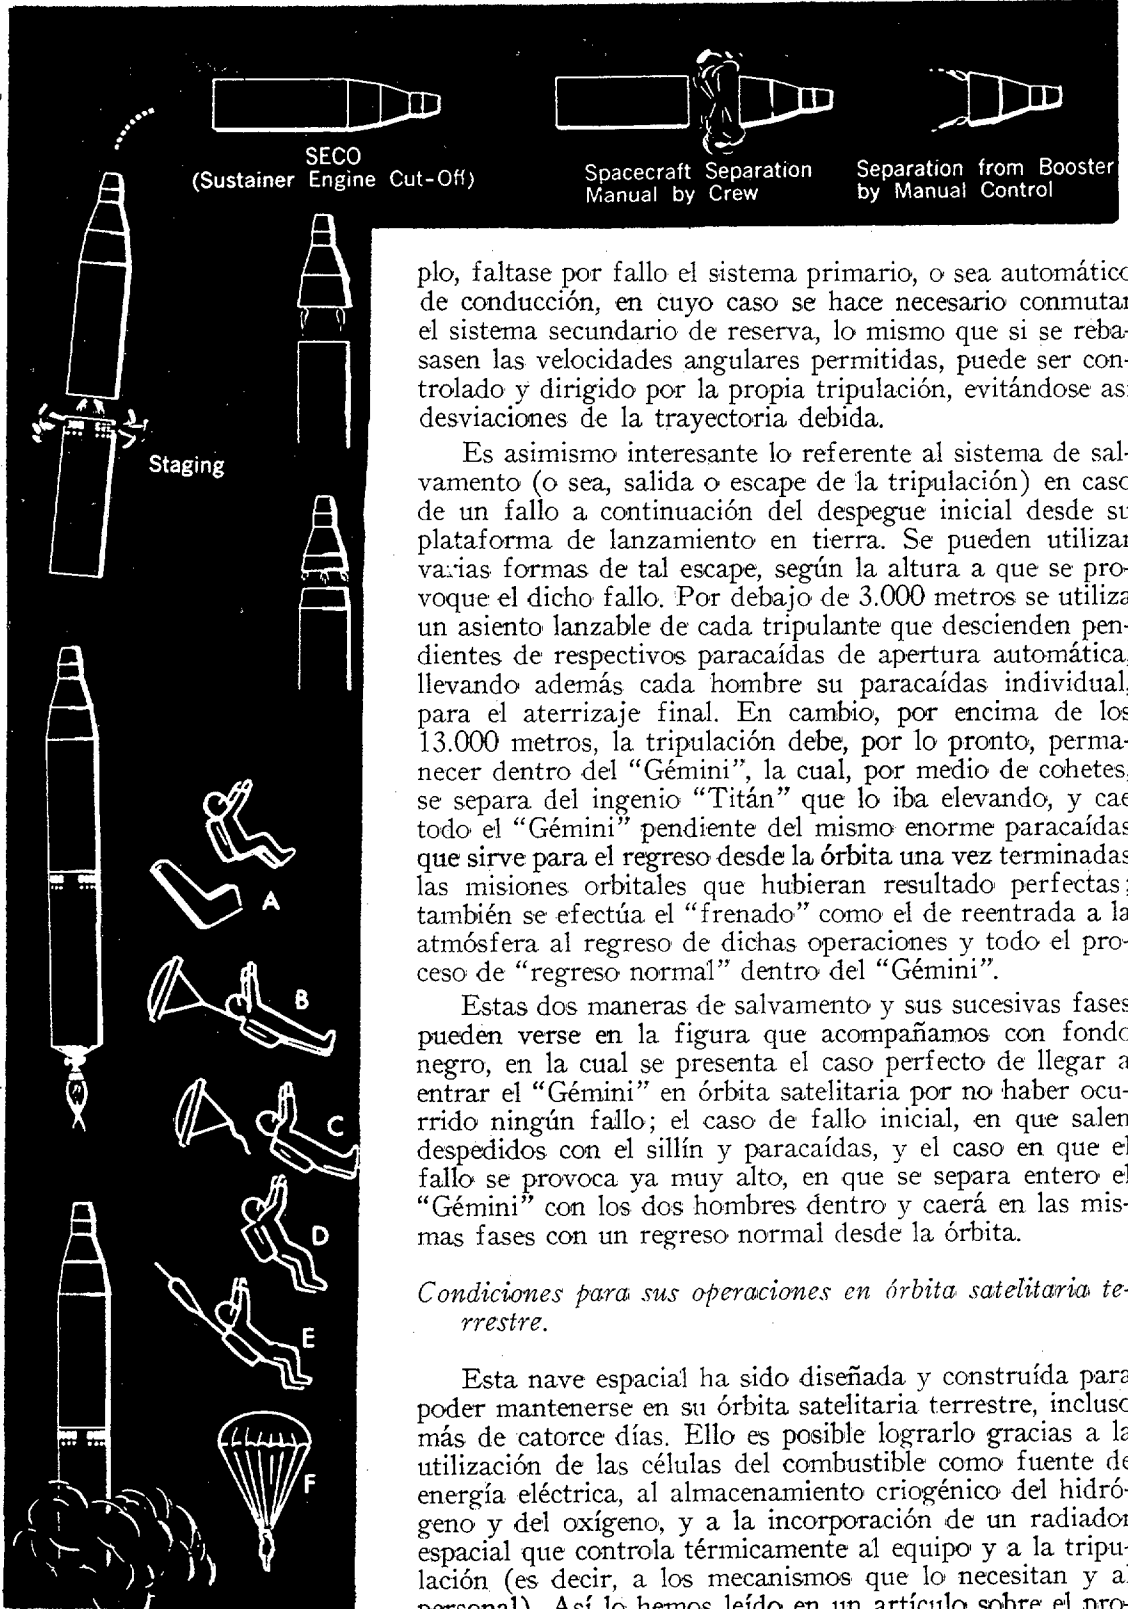 SECO
(Sustainer Engine Cut-Off)
Spacecraft Separation
Manual by Crew
Separation from Booster
by Manual Control
Staging
A
B
C
D
E
F
plo, faltase por fallo el sistema primario, o sea automático
de conducción, en cuyo caso se hace necesario conmutar
el sistema secundario de reserva, lo mismo que si se reba-
sasen las velocidades angulares permitidas, puede ser con-
trolado y dirigido por la propia tripulación, evitándose así
desviaciones de la trayectoria debida.
Es asimismo interesante lo referente al sistema de sal-
vamento (o sea, salida o escape de la tripulación) en caso
de un fallo a continuación del despegue inicial desde su
plataforma de lanzamiento en tierra. Se pueden utilizar
varias formas de tal escape, según la altura a que se pro-
voque el dicho fallo. Por debajo de 3.000 metros se utiliza
un asiento lanzable de cada tripulante que descienden pen-
dientes de respectivos paracaídas de apertura automática,
llevando además cada hombre su paracaídas individual,
para el aterrizaje final. En cambio, por encima de los
13.000 metros, la tripulación debe, por lo pronto, perma-
necer dentro del “Gémini”, la cual, por medio de cohetes,
se separa del ingenio “Titán” que lo iba elevando, y cae
todo el “Gémini” pendiente del mismo enorme paracaídas
que sirve para el regreso desde la órbita una vez terminadas
las misiones orbitales que hubieran resultado perfectas;
también se efectúa el “frenado” como el de reentrada a la
atmósfera al regreso de dichas operaciones y todo el pro-
ceso de “regreso normal” dentro del “Gémini”.
Estas dos maneras de salvamento y sus sucesivas fases
pueden verse en la figura que acompañamos con fondo
negro, en la cual se presenta el caso perfecto de llegar a
entrar el “Gémini” en órbita satelitaria por no haber ocu-
rrido ningún fallo; el caso de fallo inicial, en que salen
despedidos con el sillín y paracaídas, y el caso en que el
fallo se provoca ya muy alto, en que se separa entero el
“Gémini” con los dos hombres dentro y caerá en las mis-
mas fases con un regreso normal desde la órbita.
Condiciones para sus operaciones en órbita satelitaria te-
rrestre.
Esta nave espacial ha sido diseñada y construída para
poder mantenerse en su órbita satelitaria terrestre, incluso
más de catorce días. Ello es posible lograrlo gracias a la
utilización de las células del combustible como fuente de
energía eléctrica, al almacenamiento criogénico del hidró-
geno y del oxígeno, y a la incorporación de un radiador
espacial que controla térmicamente al equipo y a la tripu-
lación (es decir, a los mecanismos que lo necesitan y al
personal). Así lo hemos leído en un artículo sobre el pro-